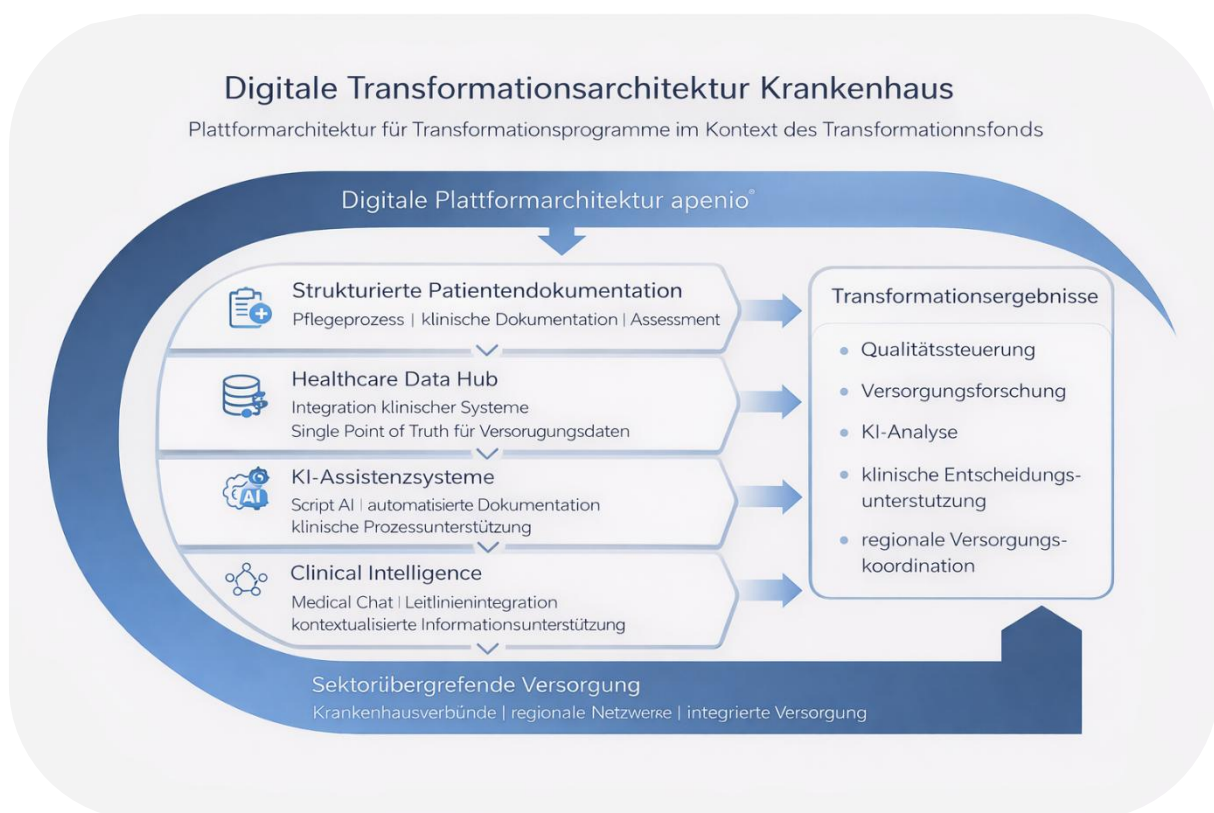 Digitale Transformationsarchitektur Krankenhaus
Plattformarchitektur für Transformationsprogramme im Kontext des Transformationnsfonds
Digitale Plattformarchitektur apenio®
Strukturierte Patientendokumentation
Pflegeprozess | klinische Dokumentation | Assessment
Healthcare Data Hub
Integration klinischer Systeme
Single Point of Truth für Versorugungsdaten
AI
KI-Assistenzsysteme
Script AI | automatisierte Dokumentation
klinische Prozessunterstützung
Clinical Intelligence
Medical Chat | Leitlinienintegration
kontextualisierte Informationsunterstützung
Transformationsergebnisse
• Qualitätssteuerung
• Versorgungsforschung
• KI-Analyse
• klinische Entscheidungs-
unterstutzung
• regionale Versorgungs-
koordination
Sektorübergrefende Versorgung
Krankenhausverbünde | regionale Netzwerке | integrierte Versorgung